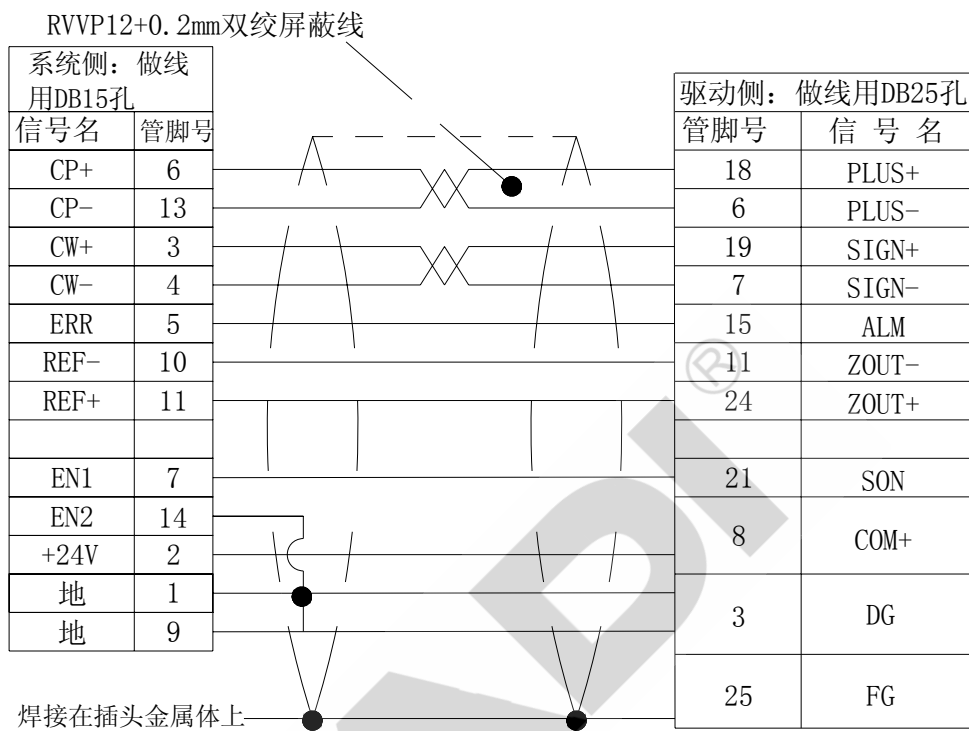 RVVP12+0.2mm双绞屏蔽线
系统侧: 做线
用DB15孔
信号名 管脚号
CP+ 6
CP- 13
CW+ 3
CW- 4
ERR 5
REF- 10
REF+ 11
EN1 7
EN2 14
+24V 2
地 1
地 9
焊接在插头金属体上
驱动侧: 做线用DB25孔
管脚号 信 号 名
18 PLUS+
6 PLUS-
19 SIGN+
7 SIGN-
15 ALM
11 ZOUT-
24 ZOUT+
21 SON
8 COM+
3 DG
25 FG
ADI®